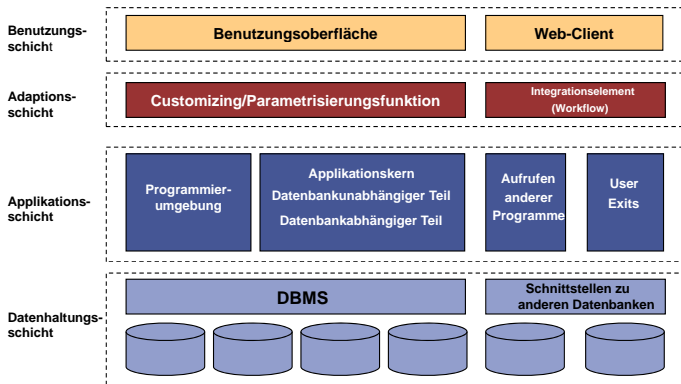 Benutzungs-
schicht
Benutzungsoberfläche
Web-Client
Adaptions-
schicht
Customizing/Parametrisierungsfunktion
Integrationselement
(Workflow)
Applikations-
schicht
Programmier-
umgebung
Applikationskern
Datenbankunabhängiger Teil
Datenbankabhängiger Teil
Aufrufen
anderer
Programme
User
Exits
Datenhaltungs-
schicht
DBMS
Schnittstellen zu
anderen Datenbanken